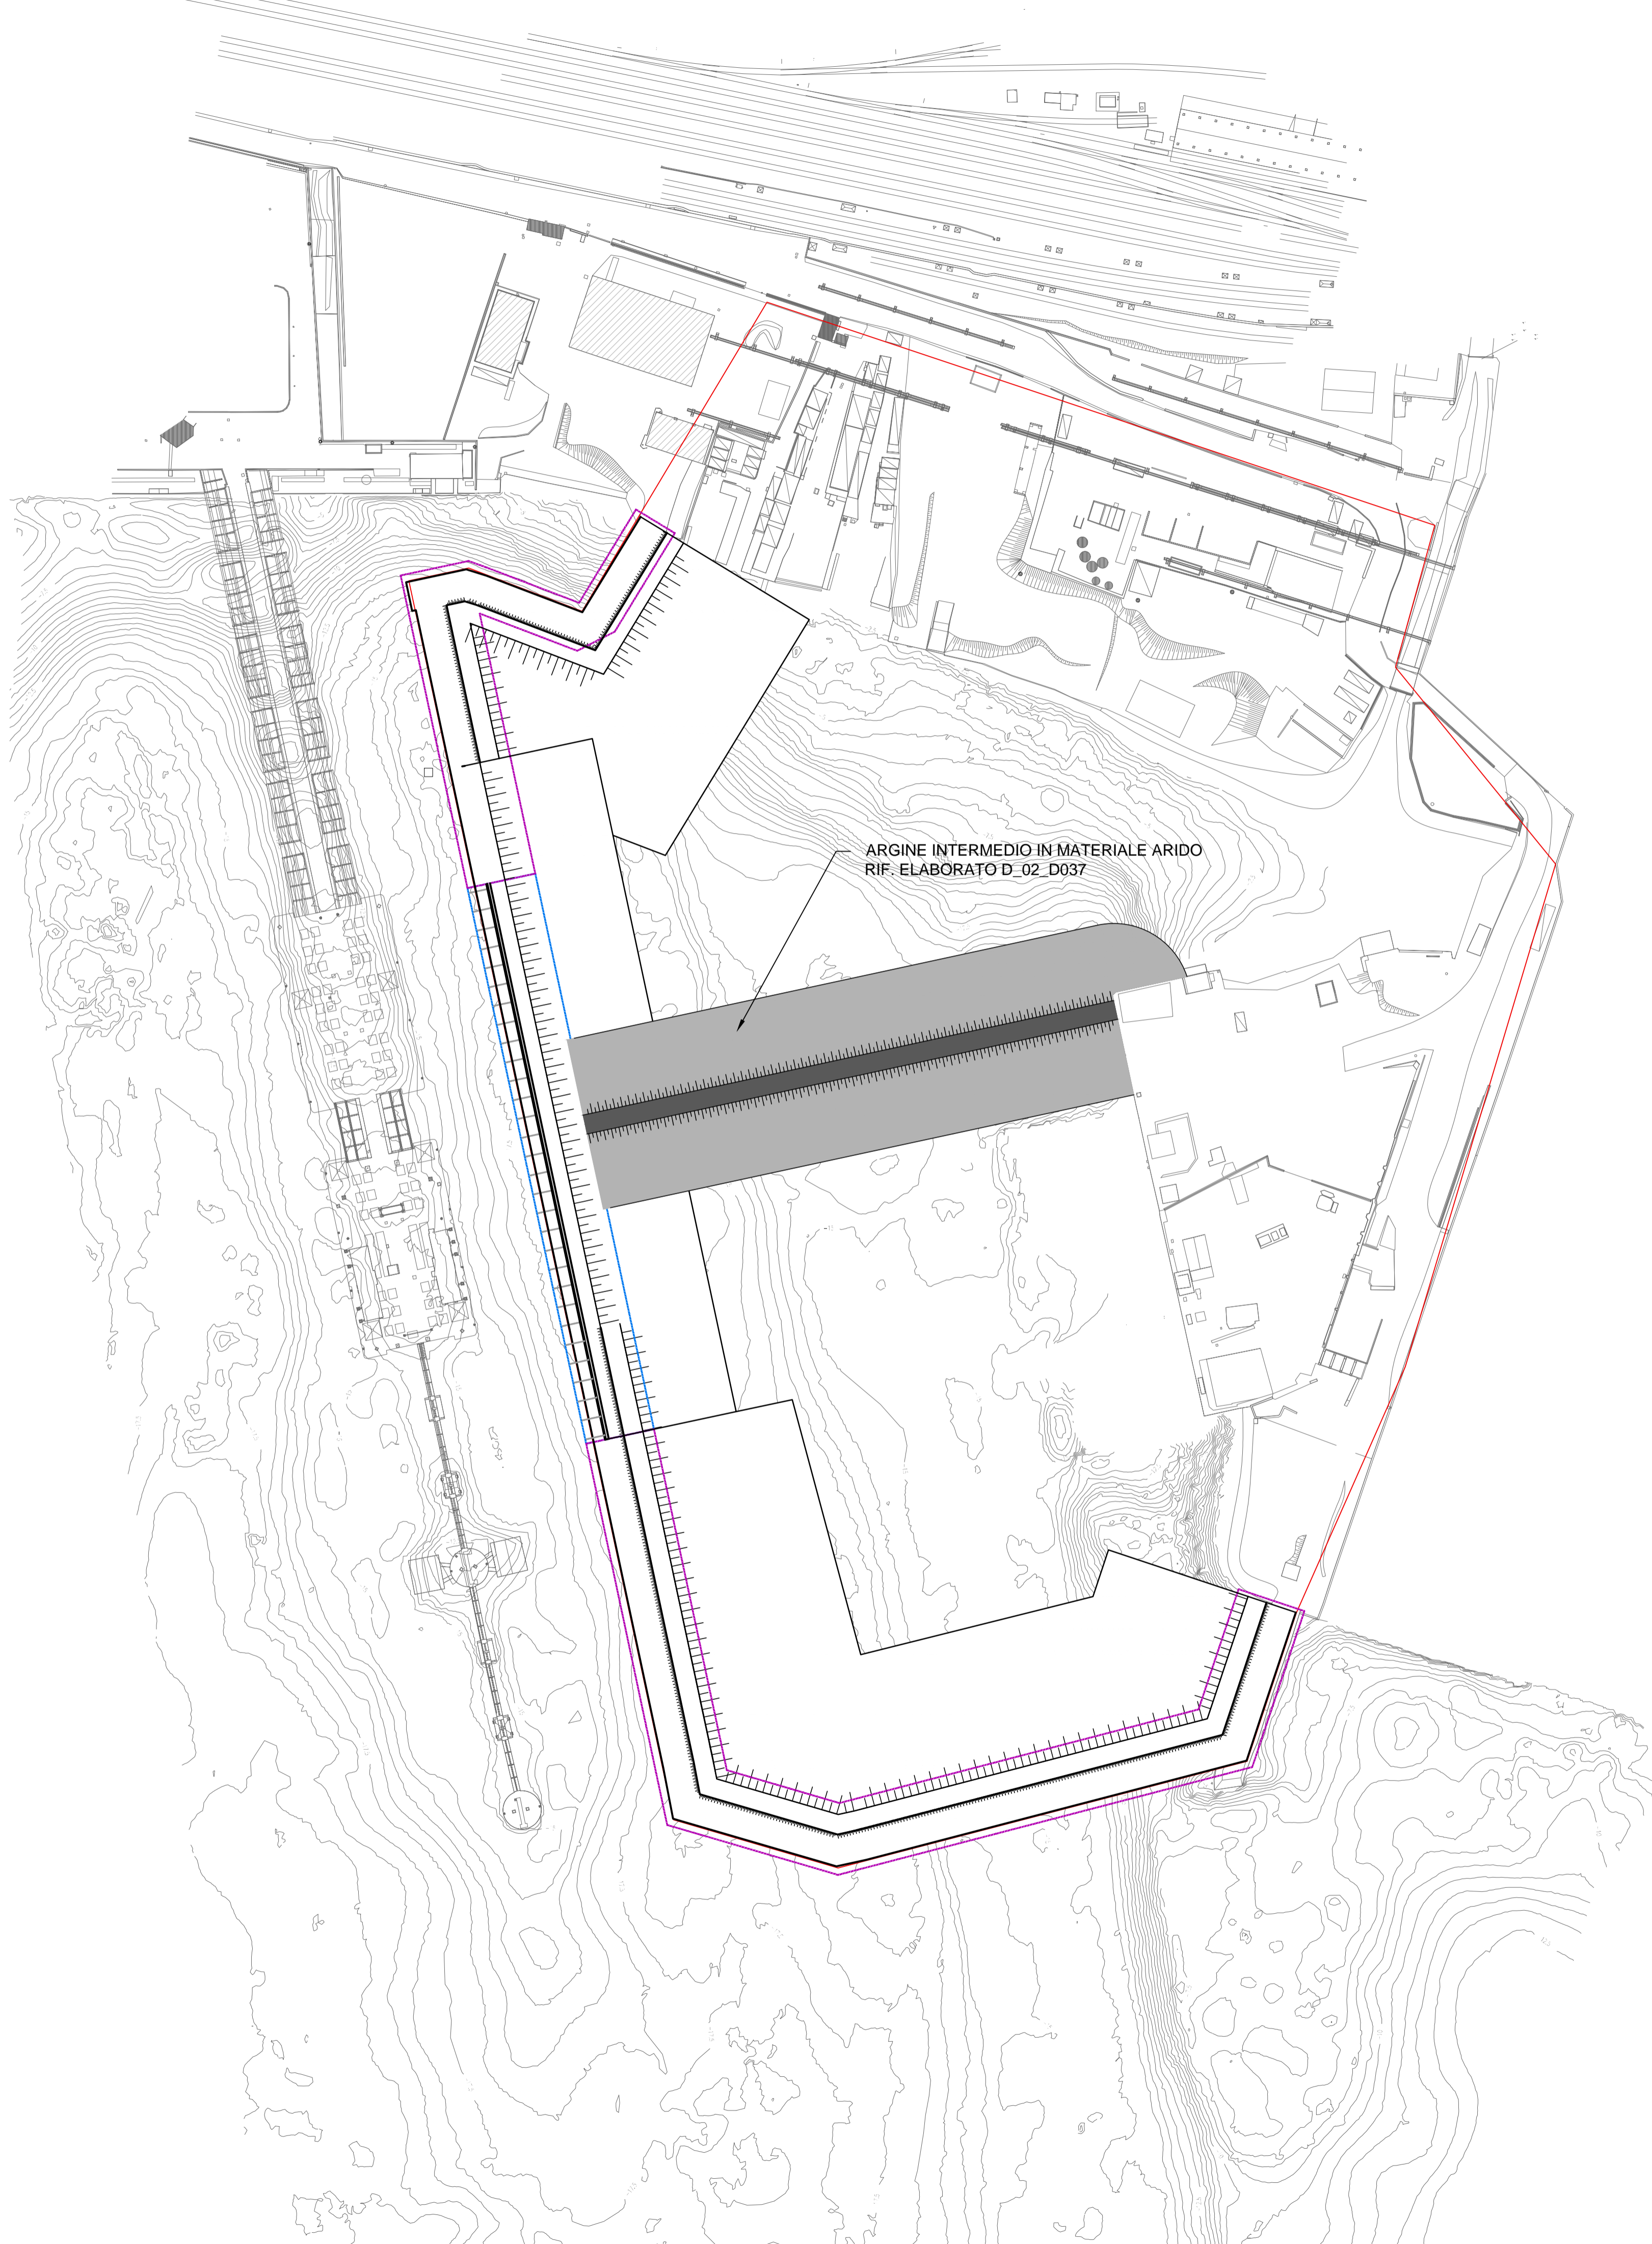 ARGINE INTERMEDIO IN MATERIALE ARIDO
RIF. ELABORATO D_02_D037